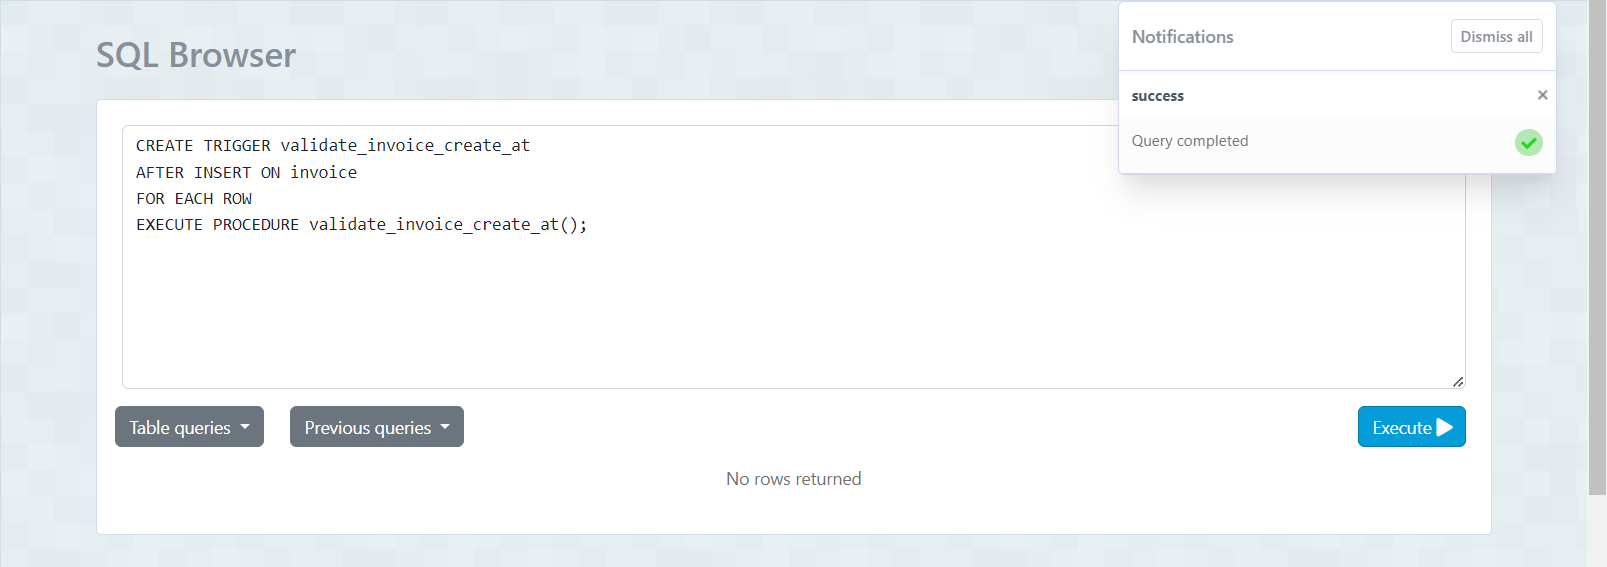 SQL Browser
Notifications
Dismiss all
success
×
Query completed
CREATE TRIGGER validate_invoice_create_at
AFTER INSERT ON invoice
FOR EACH ROW
EXECUTE PROCEDURE validate_invoice_create_at();
Table queries
Previous queries
Execute
No rows returned